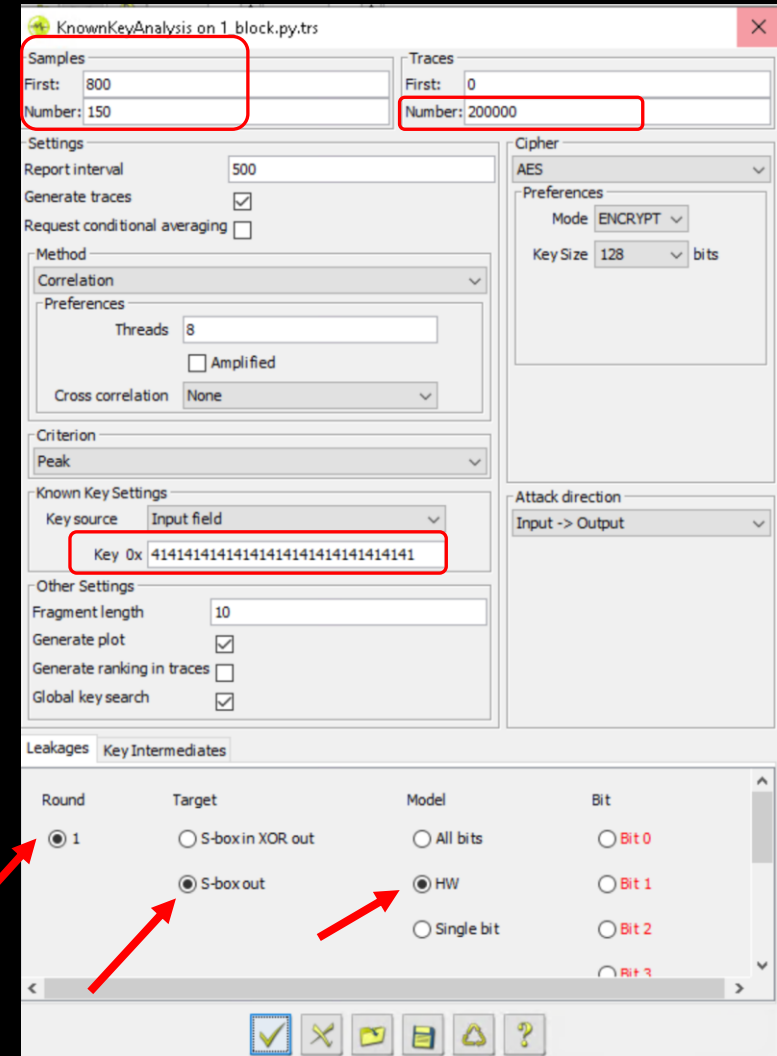 KnownKeyAnalysis on 1 block.py.trs
Samples
First: 800
Number: 150
Traces
First: 0
Number: 200000
Settings
Report interval 500
Generate traces
Request conditional averaging
Method
Correlation
Preferences
Threads 8
Amplified
Cross correlation None
Criterion
Peak
Known Key Settings
Key source Input field
Key 0x 41414141414141414141414141414141
Other Settings
Fragment length 10
Generate plot
Generate ranking in traces
Global key search
Cipher
AES
Preferences
Mode ENCRYPT
Key Size 128 bits
Attack direction
Input -> Output
Leakages Key Intermediates
Round Target Model Bit
1 S-box in XOR out All bits Bit 0
S-box out HW Bit 1
Single bit Bit 2
Bit 3
?